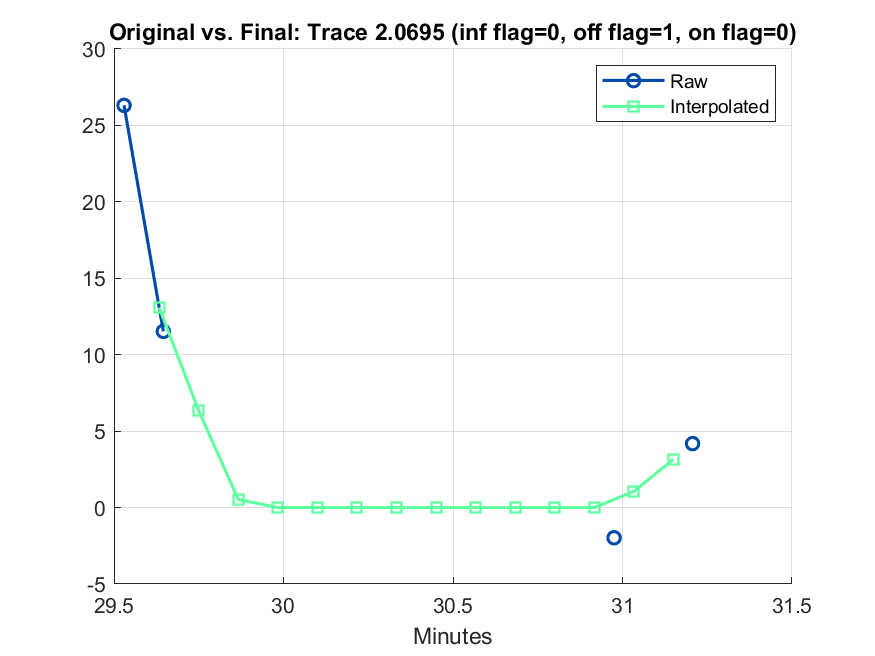 Original vs. Final: Trace 2.0695 (inf flag=0, off flag=1, on flag=0)
30
25
20
15
10
5
0
-5
Raw
Interpolated
29.5 30 30.5 31 31.5
Minutes